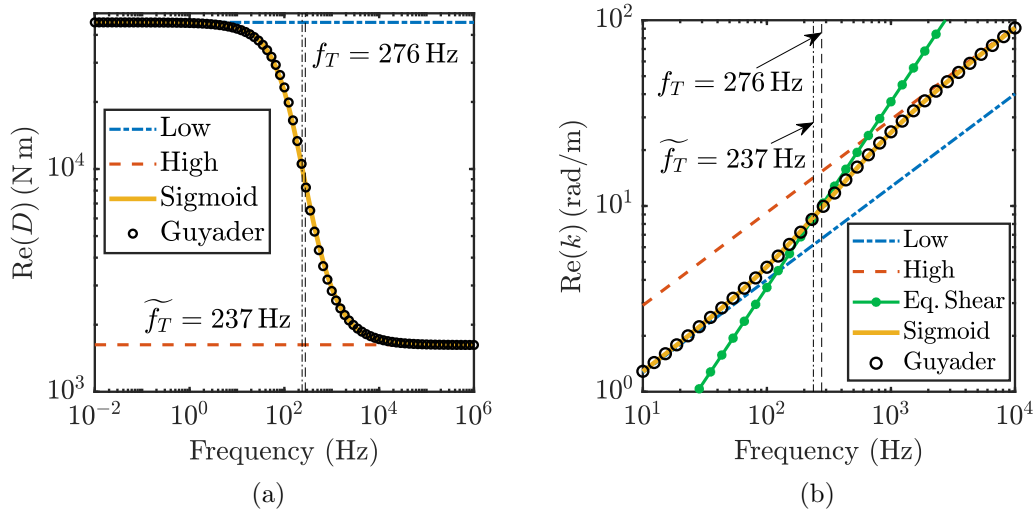 Re(D) (N m)
10^4
10^3
10^-2
10^0
10^2
10^4
10^6
Frequency (Hz)
f_T = 276 Hz
Low
High
Sigmoid
Guyader
\widetilde{f_T} = 237 Hz
(a)
Re(k) (rad/m)
10^2
10^1
10^0
10^1
10^2
10^3
10^4
Frequency (Hz)
f_T = 276 Hz
\widetilde{f_T} = 237 Hz
Low
High
Eq. Shear
Sigmoid
Guyader
(b)